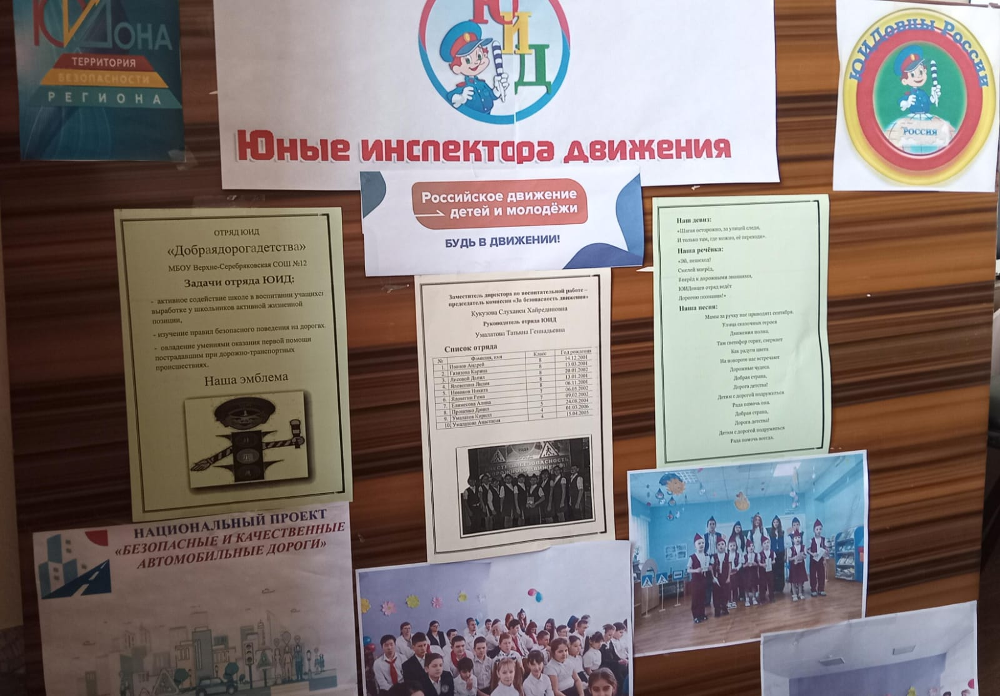 ЮИД ДОНА
ТЕРРИТОРИЯ
БЕЗОПАСНОСТИ
РЕГИОНА
ЮИД
Юные инспектора движения
ЮИДовцы России
РОССИЯ
Российское движение
детей и молодёжи
БУДЬ В ДВИЖЕНИИ!
ОТРЯД ЮИД
«Добраядорогадетства»
МБОУ Верхне-Серебряковская СОШ №12
Задачи отряда ЮИД:
- активное содействие школе в воспитании учащихся
выработке у школьников активной жизненной
позиции,
- изучение правил безопасного поведения на дорогах.
- овладение умениями оказания первой помощи
пострадавшим при дорожно-транспортных
происшествиях.
Наша эмблема
Заместитель директора по воспитательной работе –
председатель комиссии «За безопасность движения»
Кукузова Слуханен Хайрединовна
Руководитель отряда ЮИД
Умалатова Татьяна Геннадьевна
Список отряда
№ Фамилия, имя Класс Год рождения
1. Иванов Андрей 8 14.12.2001
2. Газизова Карина 8 13.03.2001
3. Лисовой Данил 8 20.01.2002
4. Яловегина Лилия 8 13.01.2001
5. Новиков Никита 8 06.11.2001
6. Яловегин Рома 7 06.05.2002
7. Елимесова Алина 7 09.02.2002
8. Проценко Данил 5 24.08.2004
9. Умалатов Кирилл 4 01.03.2006
10. Умалатова Анастасия 4 15.04.2005
ГОДА
ЗА БЕЗОПАСНОСТЬ
ДОРОЖНОГО ДВИЖЕНИЯ!
Наш девиз:
«Шагая осторожно, за улицей следи,
И только там, где можно, её переходи».
Наша речёвка:
«Эй, пешеход!
Смелей вперёд,
Вперёд к дорожными знаниями,
ЮИДовцев отряд ведёт
Дорогою познания!»
Наша песня:
Мамы за ручку нас приводят1 сентября.
Улица сказочных героев
Движения полна.
Там светофор горит, сверкает
Как радуги цвета
На повороте нас встречают
Дорожные чудеса.
Добрая страна,
Дорога детства!
Детям с дорогой подружиться
Рада помочь она.
Добрая страна,
Дорога детства!
Детям с дорогой подружиться
Рада помочь всегда.
НАЦИОНАЛЬНЫЙ ПРОЕКТ
«БЕЗОПАСНЫЕ И КАЧЕСТВЕННЫЕ
АВТОМОБИЛЬНЫЕ ДОРОГИ»